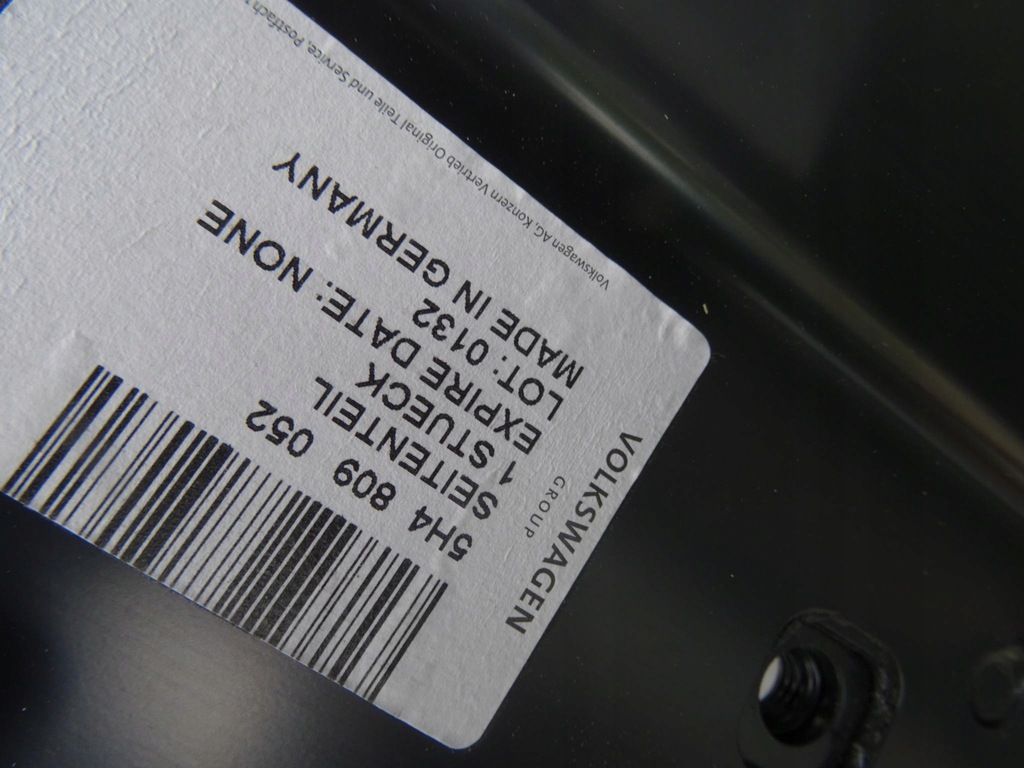 5H4 809 052
SEITENTEIL
1 STUECK
EXPIRE DATE: NONE
LOT: 0132
MADE IN GERMANY
VOLKSWAGEN
GROUP
Volkswagen AG, Konzern Vertrieb Original Teile und Service, Postfach